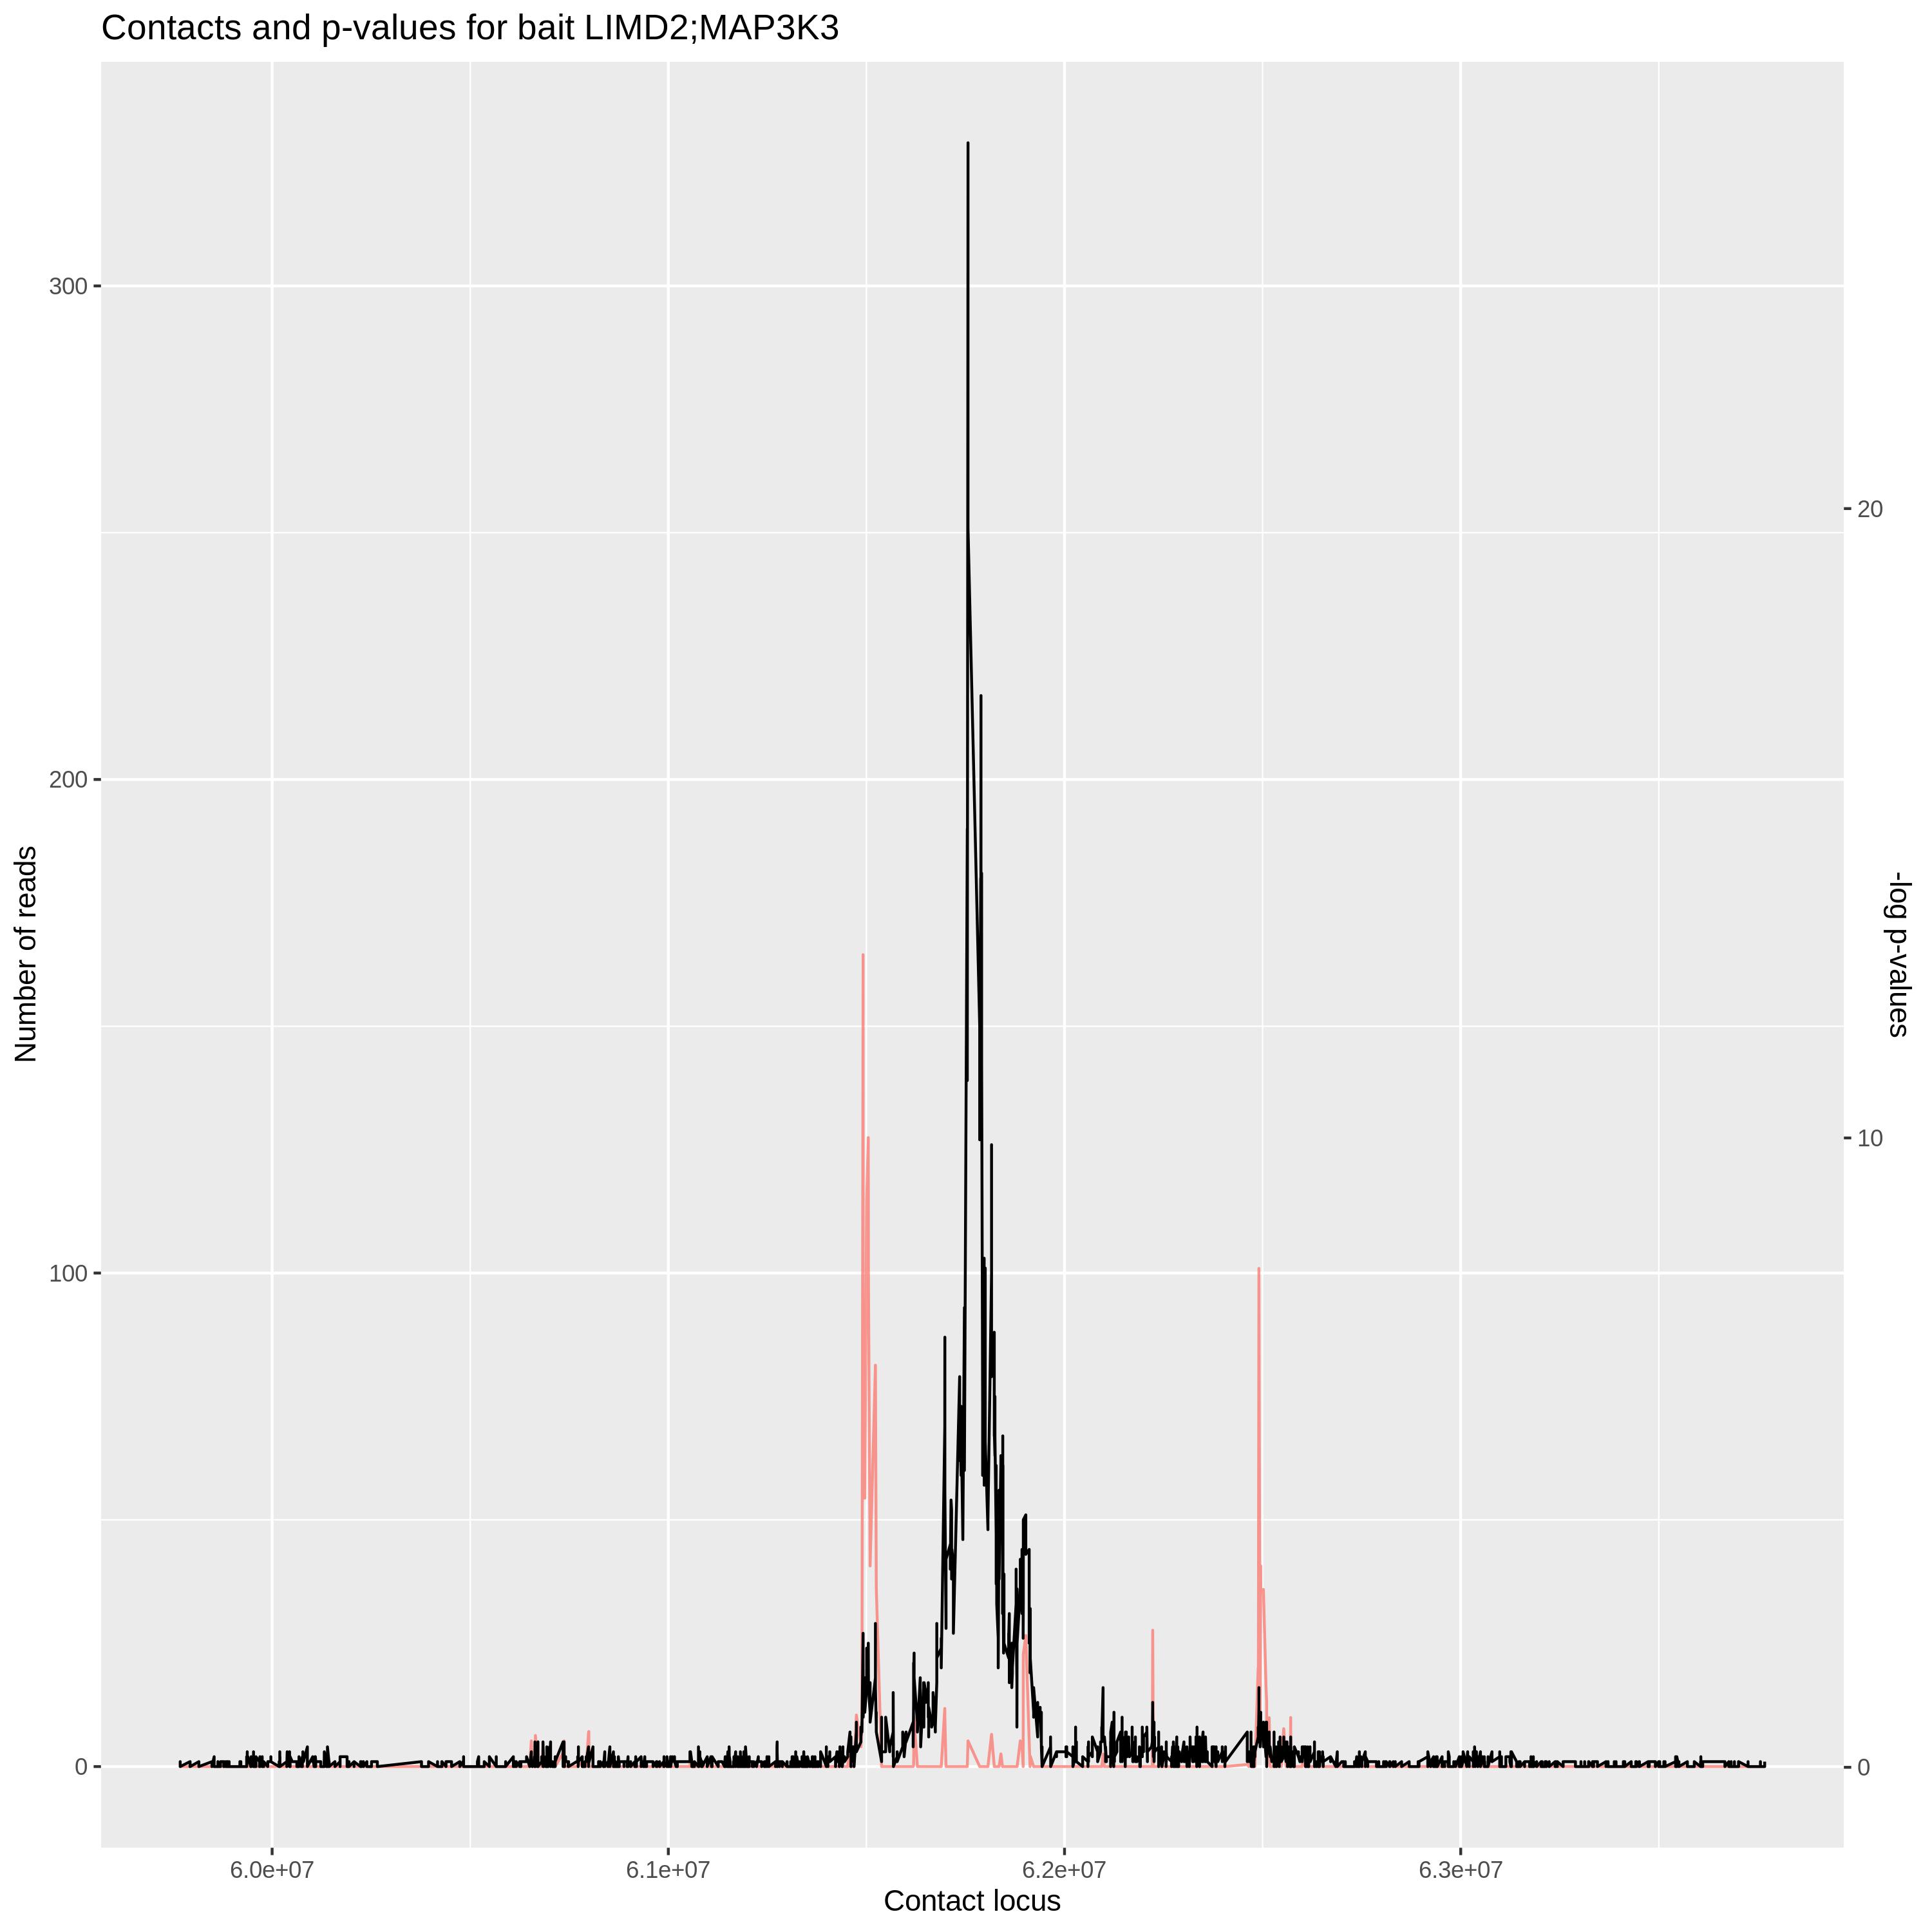 Contacts and p-values for bait LIMD2;MAP3K3
300
200
100
0
Number of reads
20
10
0
-log p-values
6.0e+07
6.1e+07
6.2e+07
6.3e+07
Contact locus